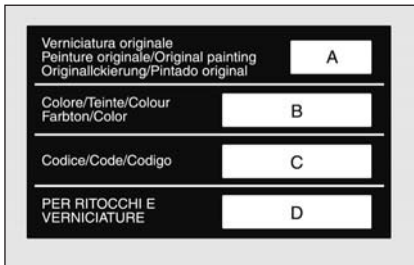 Verniciatura originale
Peinture originale/Original painting
Originallckierung/Pintado original
A
Colore/Teinte/Colour
Farbton/Color
B
Codice/Code/Codigo
C
PER RITOCCHI E
VERNICIATURE
D